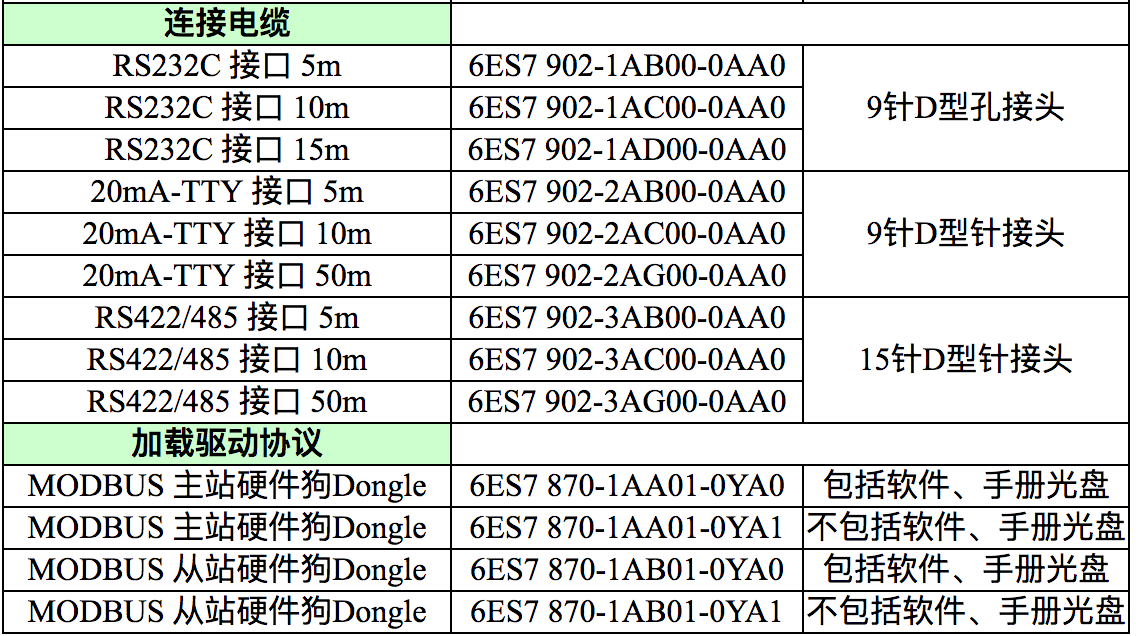 连接电缆
RS232C 接口 5m 6ES7 902-1AB00-0AA0
RS232C 接口 10m 6ES7 902-1AC00-0AA0 9针D型孔接头
RS232C 接口 15m 6ES7 902-1AD00-0AA0
20mA-TTY 接口 5m 6ES7 902-2AB00-0AA0
20mA-TTY 接口 10m 6ES7 902-2AC00-0AA0 9针D型针接头
20mA-TTY 接口 50m 6ES7 902-2AG00-0AA0
RS422/485 接口 5m 6ES7 902-3AB00-0AA0
RS422/485 接口 10m 6ES7 902-3AC00-0AA0 15针D型针接头
RS422/485 接口 50m 6ES7 902-3AG00-0AA0
加载驱动协议
MODBUS 主站硬件狗Dongle 6ES7 870-1AA01-0YA0 包括软件、手册光盘
MODBUS 主站硬件狗Dongle 6ES7 870-1AA01-0YA1 不包括软件、手册光盘
MODBUS 从站硬件狗Dongle 6ES7 870-1AB01-0YA0 包括软件、手册光盘
MODBUS 从站硬件狗Dongle 6ES7 870-1AB01-0YA1 不包括软件、手册光盘